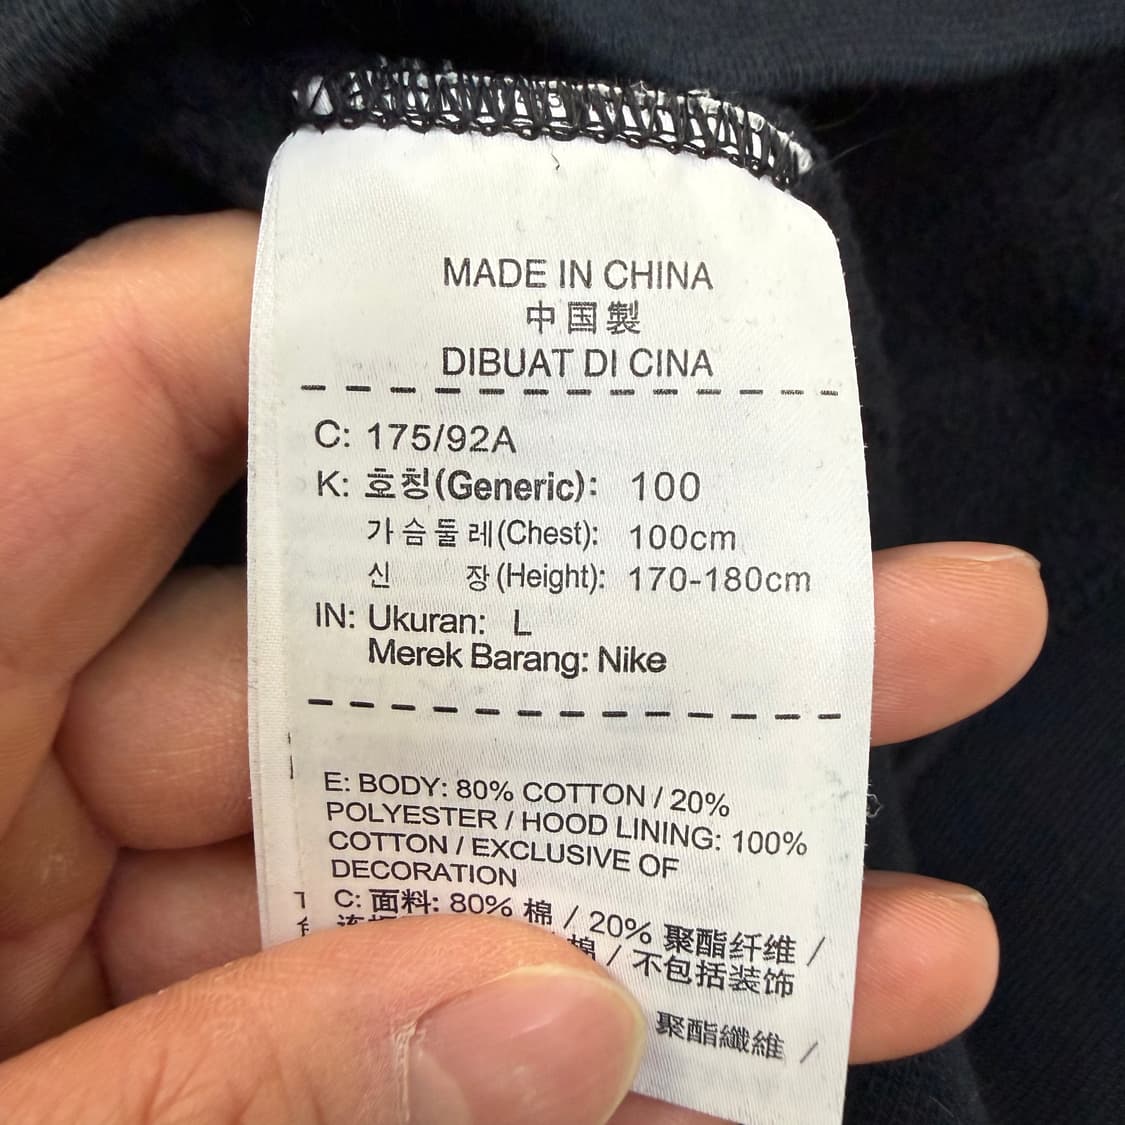 MADE IN CHINA
中国製
DIBUAT DI CINA
C: 175/92A
K: 호칭(Generic): 100
가슴둘레(Chest): 100cm
신 장(Height): 170-180cm
IN: Ukuran: L
Merek Barang: Nike
E: BODY: 80% COTTON / 20%
POLYESTER / HOOD LINING: 100%
COTTON / EXCLUSIVE OF
DECORATION
C: 面料: 80% 棉 / 20% 聚酯纤维 /
棉 / 不包括装饰
聚酯纖維 /